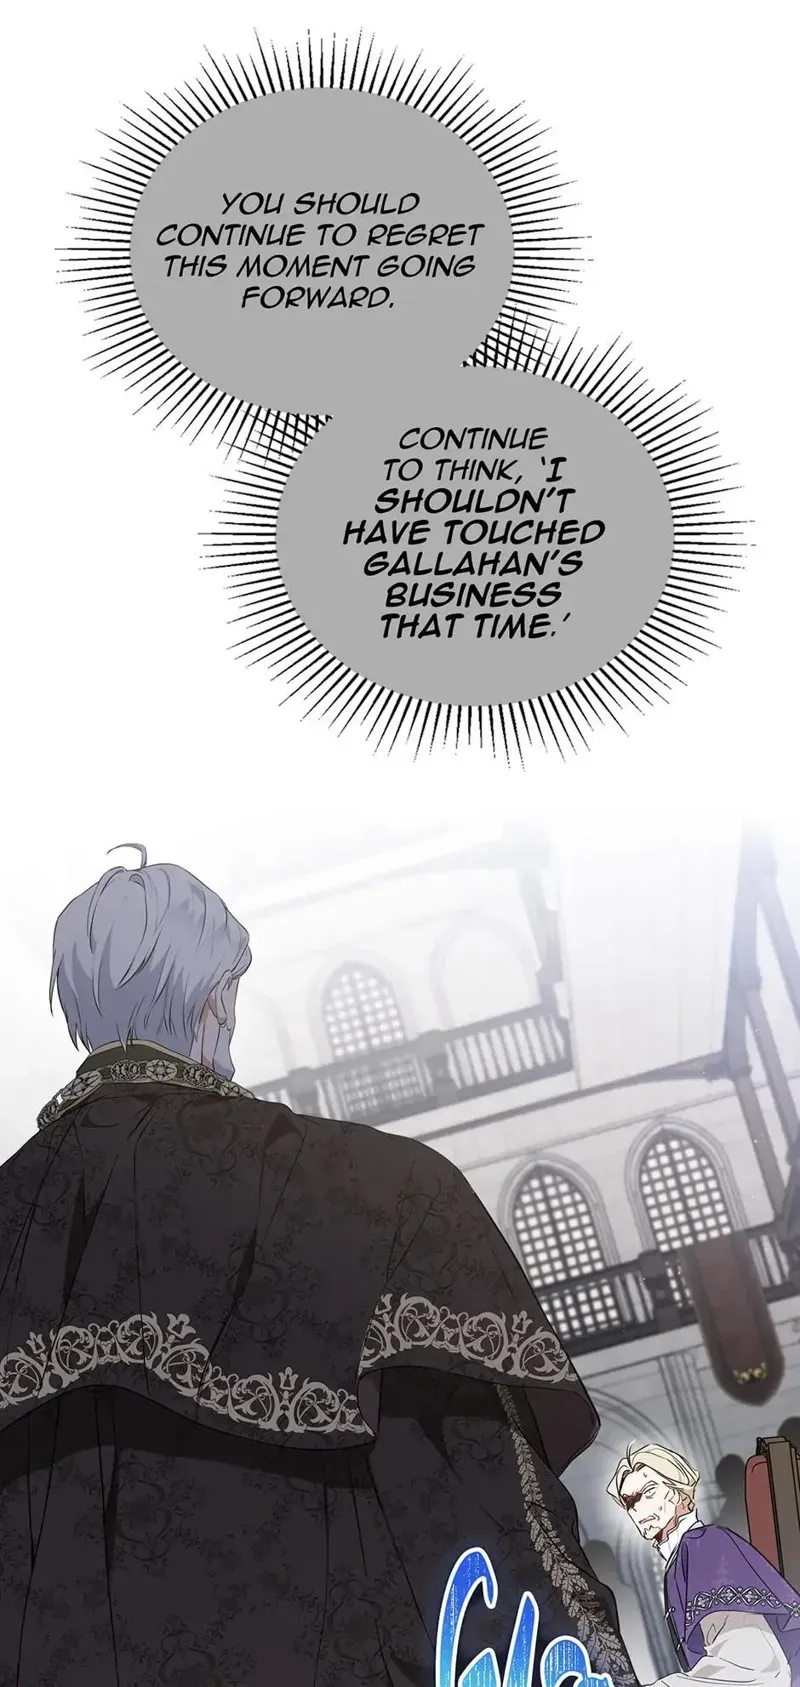 YOU SHOULD
CONTINUE TO REGRET
THIS MOMENT GOING
FORWARD.
CONTINUE
TO THINK, 'I
SHOULDN'T
HAVE TOUCHED
GALLAHAN'S
BUSINESS
THAT TIME.'